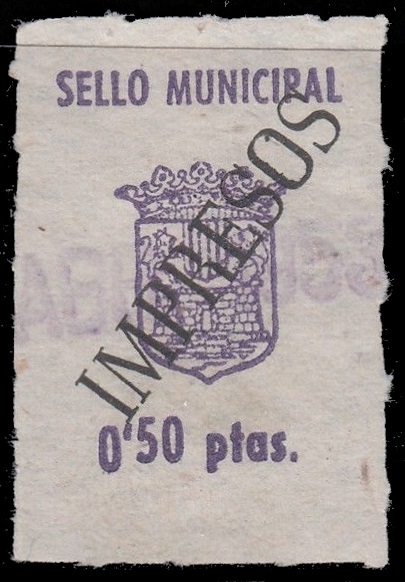 SELLO MUNICIPAL
IMPRESOS
0'50 ptas.